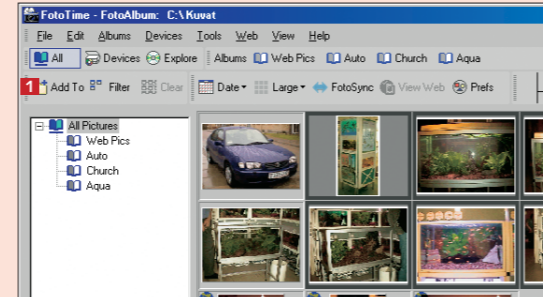 FotoTime - FotoAlbum: C:\Kuvat
File Edit Albums Devices Tools Web View Help
All Devices Explore Albums Web Pics Auto Church Aqua
1 Add To Filter Clear Date Large FotoSync View Web Prefs
All Pictures
Web Pics
Auto
Church
Aqua